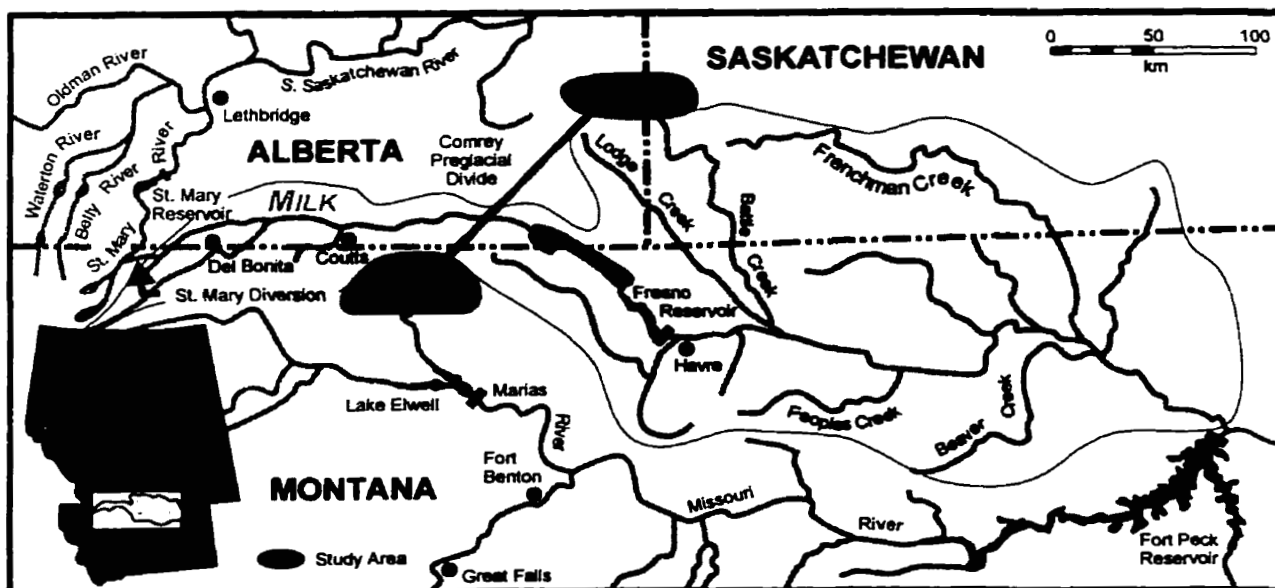 Oldman River
S. Saskatchewan River
SASKATCHEWAN
0 50 100
km
Lethbridge
Waterton River
Belly River
St. Mary River
ALBERTA
Comrey
Preglacial
Divide
Lodge Creek
Battle Creek
Frenchman Creek
St. Mary
Reservoir
MILK
Del Bonita
Coutts
St. Mary Diversion
Fresno
Reservoir
Havre
Lake Elwell
Marias River
Peoples Creek
Beaver Creek
Fort
Benton
MONTANA
Missouri River
Fort Peck
Reservoir
Study Area
Great Falls